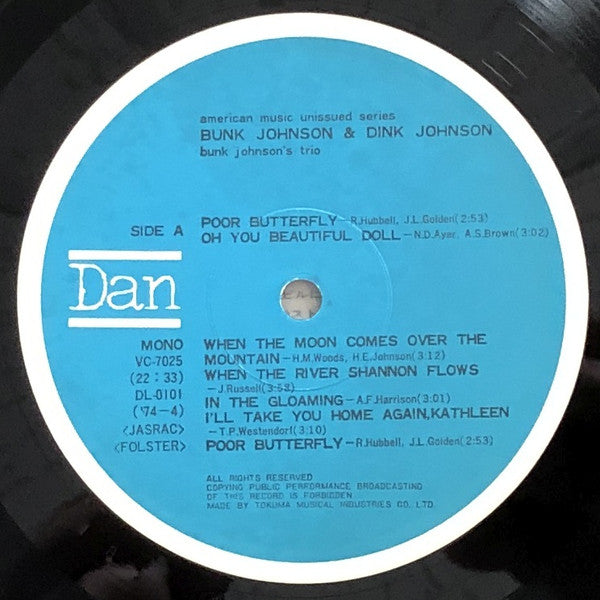 american music unissued series
BUNK JOHNSON & DINK JOHNSON
bunk johnson's trio
SIDE A
POOR BUTTERFLY—R.Hubbell, J.L.Golden(2:53)
OH YOU BEAUTIFUL DOLL—N.D.Ayer, A.S.Brown(3:02)
Dan
MONO WHEN THE MOON COMES OVER THE
VC-7025 MOUNTAIN—H.M.Woods, H.E.Johnson(3:12)
(22:33) WHEN THE RIVER SHANNON FLOWS
DL-0101 —J.Russell(3:53)
('74-4) IN THE GLOAMING—A.F.Harrison(3:01)
I'LL TAKE YOU HOME AGAIN,KATHLEEN
<JASRAC> —T.P.Westendorf(3:10)
<FOLSTER> POOR BUTTERFLY—R.Hubbell, J.L.Golden(2:53)
ALL RIGHTS RESERVED
COPYING PUBLIC PERFORMANCE BROADCASTING
OF THIS RECORD IS FORBIDDEN
MADE BY TOKUMA MUSICAL INDUSTRIES CO. LTD.